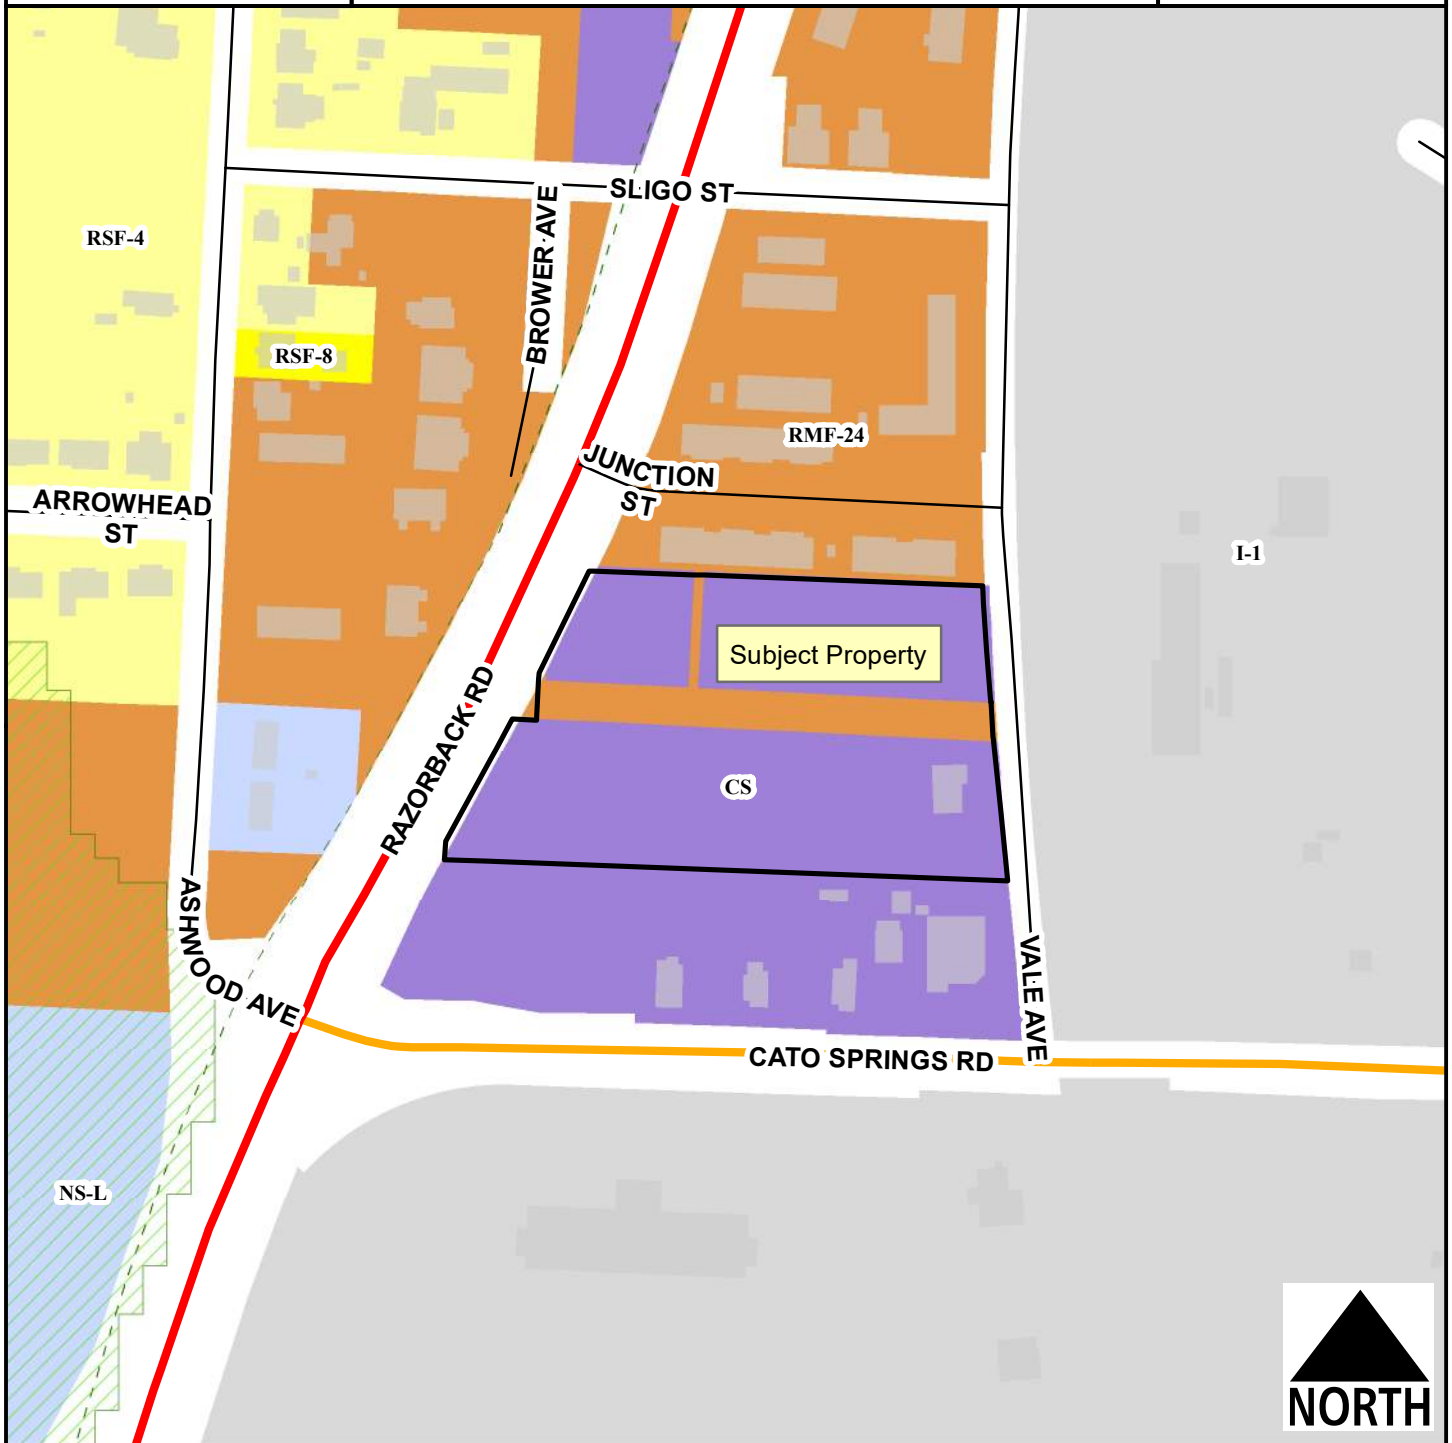 SLIGO ST
BROWER AVE
RSF-4
RSF-8
RMF-24
JUNCTION
ST
ARROWHEAD
ST
I-1
Subject Property
RAZORBACK RD
CS
ASHWOOD AVE
VALE AVE
CATO SPRINGS RD
NS-L
NORTH